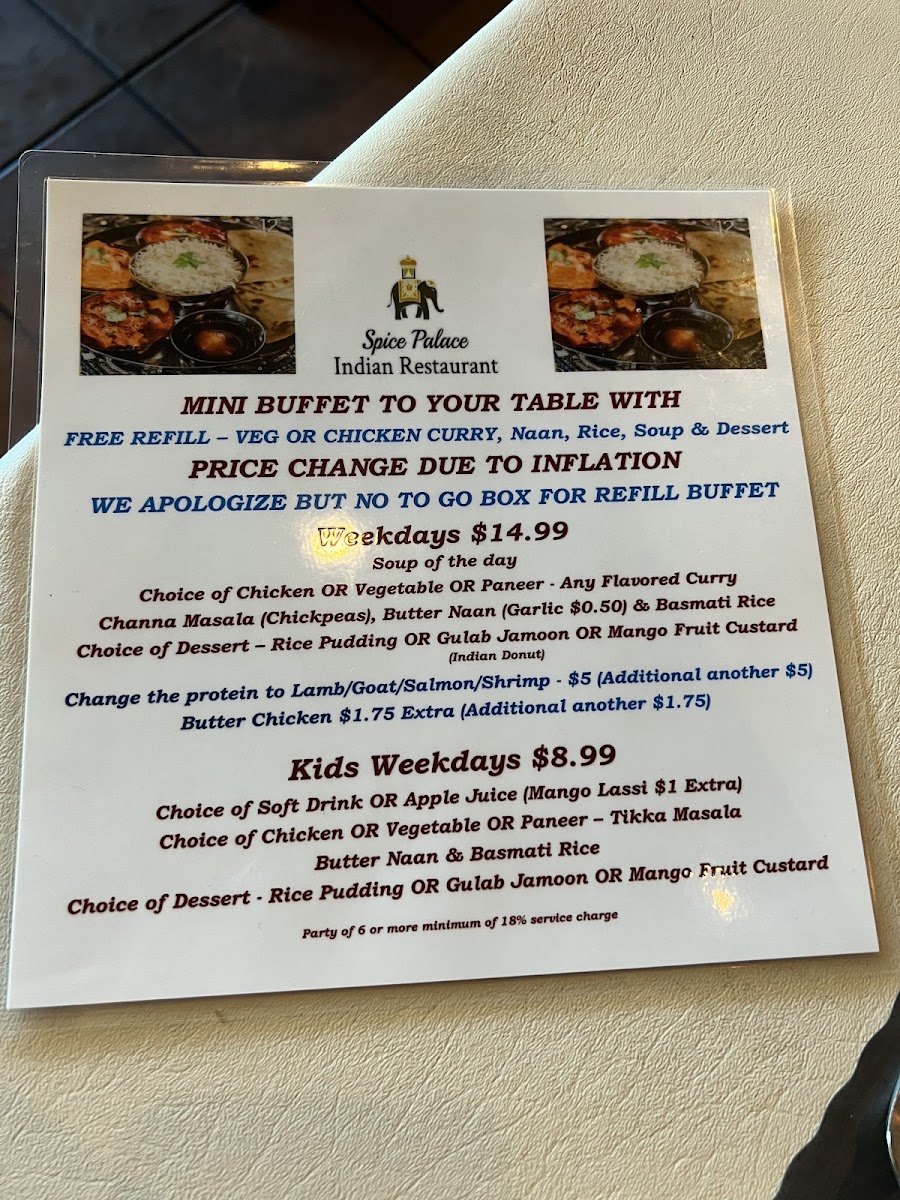 12
12
Spice Palace
Indian Restaurant
MINI BUFFET TO YOUR TABLE WITH
FREE REFILL – VEG OR CHICKEN CURRY, Naan, Rice, Soup & Dessert
PRICE CHANGE DUE TO INFLATION
WE APOLOGIZE BUT NO TO GO BOX FOR REFILL BUFFET
Weekdays $14.99
Soup of the day
Choice of Chicken OR Vegetable OR Paneer - Any Flavored Curry
Channa Masala (Chickpeas), Butter Naan (Garlic $0.50) & Basmati Rice
Choice of Dessert – Rice Pudding OR Gulab Jamoon OR Mango Fruit Custard
(Indian Donut)
Change the protein to Lamb/Goat/Salmon/Shrimp - $5 (Additional another $5)
Butter Chicken $1.75 Extra (Additional another $1.75)
Kids Weekdays $8.99
Choice of Soft Drink OR Apple Juice (Mango Lassi $1 Extra)
Choice of Chicken OR Vegetable OR Paneer – Tikka Masala
Butter Naan & Basmati Rice
Choice of Dessert - Rice Pudding OR Gulab Jamoon OR Mango Fruit Custard
Party of 6 or more minimum of 18% service charge